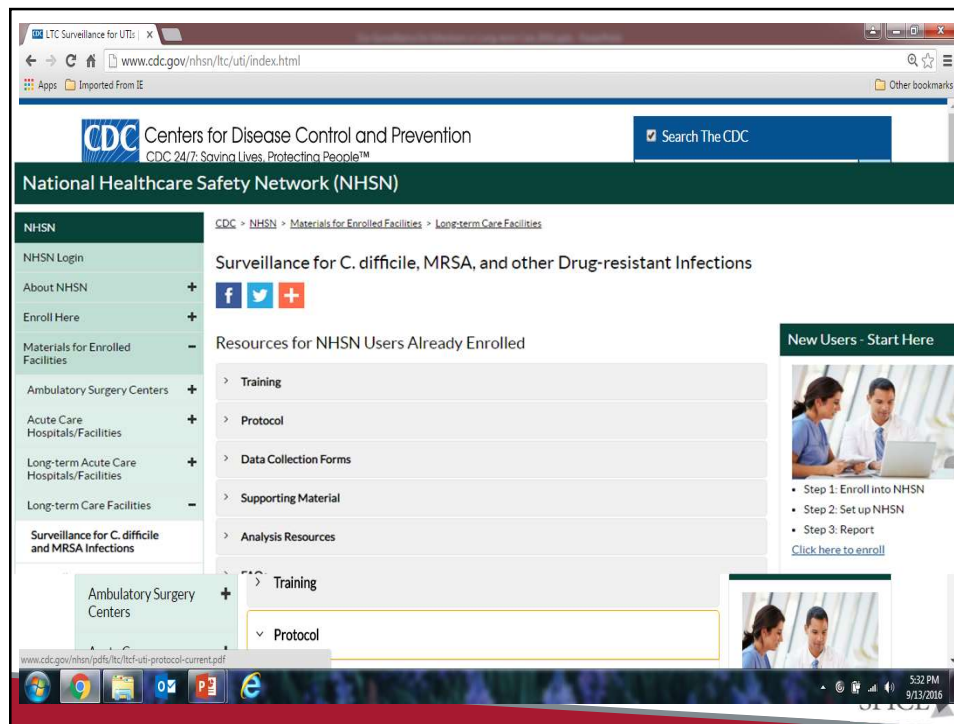 LTC Surveillance for UTIs |
www.cdc.gov/nhsn/ltc/uti/index.html
Apps Imported From IE Other bookmarks
CDC Centers for Disease Control and Prevention
CDC 24/7: Saving Lives. Protecting People™
Search The CDC
National Healthcare Safety Network (NHSN)
NHSN
NHSN Login
About NHSN +
Enroll Here +
Materials for Enrolled
Facilities −
Ambulatory Surgery Centers +
Acute Care
Hospitals/Facilities +
Long-term Acute Care
Hospitals/Facilities +
Long-term Care Facilities −
Surveillance for C. difficile
and MRSA Infections
CDC > NHSN > Materials for Enrolled Facilities > Long-term Care Facilities
Surveillance for C. difficile, MRSA, and other Drug-resistant Infections
Resources for NHSN Users Already Enrolled
> Training
> Protocol
> Data Collection Forms
> Supporting Material
> Analysis Resources
New Users - Start Here
• Step 1: Enroll into NHSN
• Step 2: Set up NHSN
• Step 3: Report
Click here to enroll
Ambulatory Surgery
Centers +
> Training
Protocol
www.cdc.gov/nhsn/pdfs/ltc/ltcf-uti-protocol-current.pdf
5:32 PM
9/13/2016